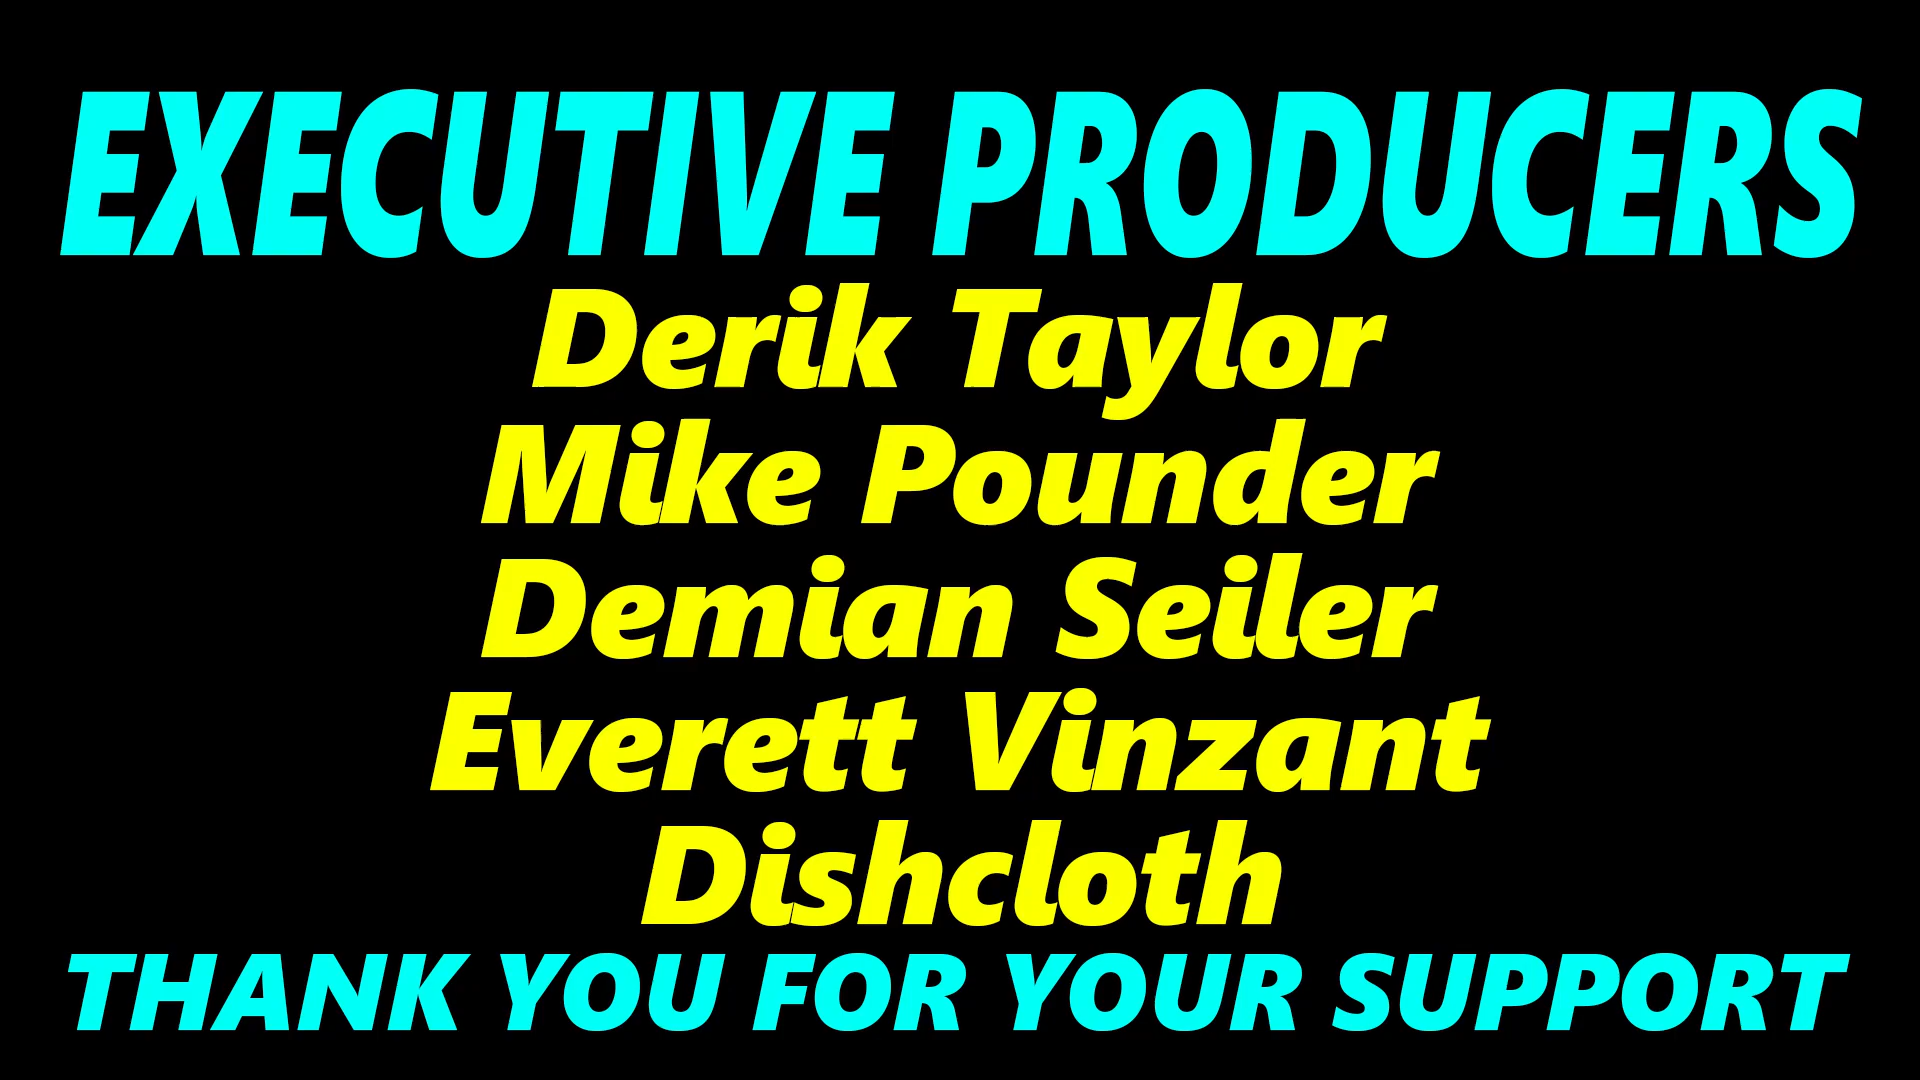 EXECUTIVE PRODUCERS
Derik Taylor
Mike Pounder
Demian Seiler
Everett Vinzant
Dishcloth
THANK YOU FOR YOUR SUPPORT